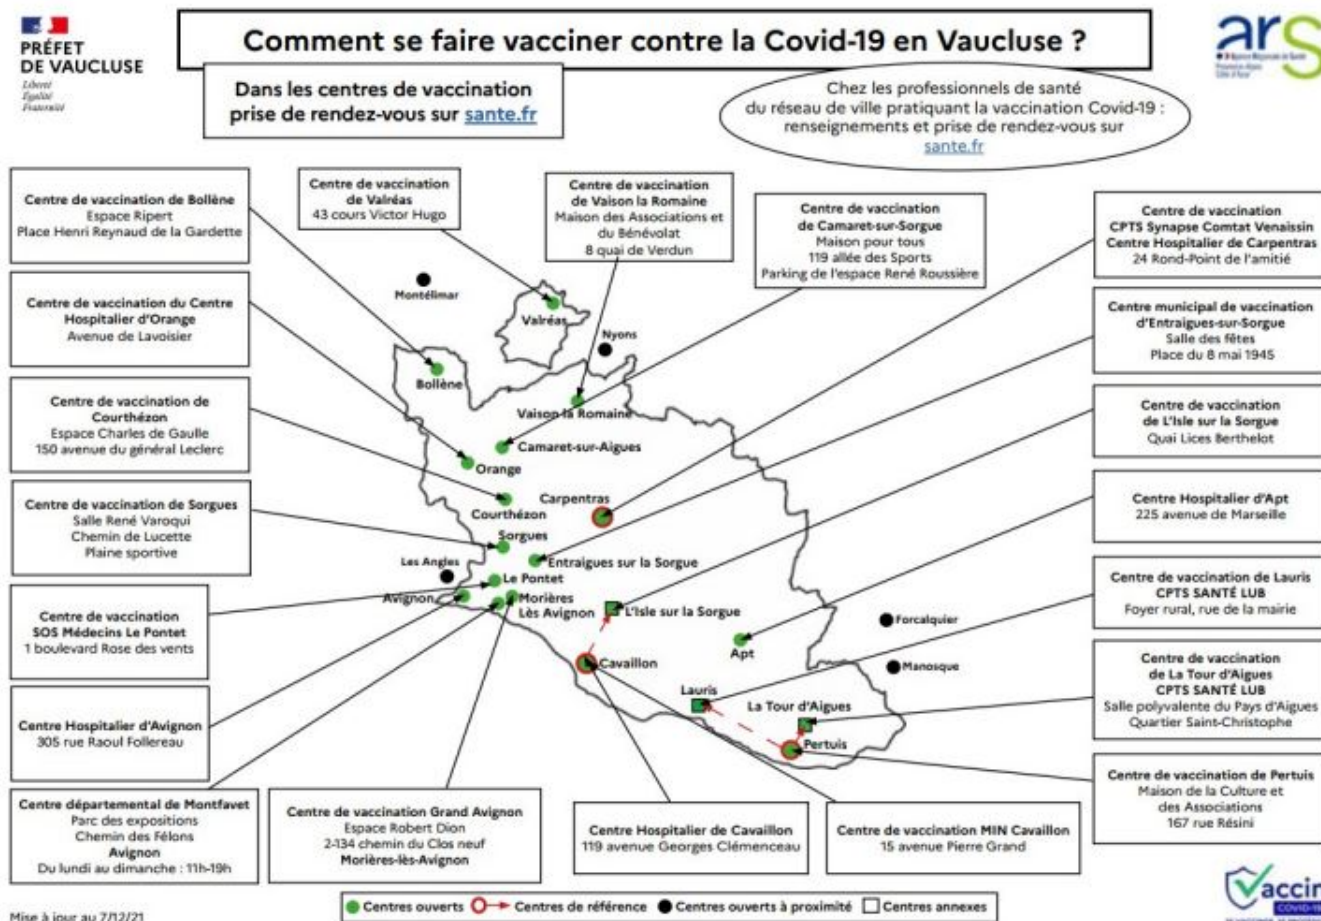 PRÉFET
DE VAUCLUSE
Liberté
Égalité
Fraternité
Comment se faire vacciner contre la Covid-19 en Vaucluse ?
ars
Dans les centres de vaccination
prise de rendez-vous sur sante.fr
Chez les professionnels de santé
du réseau de ville pratiquant la vaccination Covid-19 :
renseignements et prise de rendez-vous sur
sante.fr
Centre de vaccination de Bollène
Espace Ripert
Place Henri Reynaud de la Gardette
Centre de vaccination
de Valréas
43 cours Victor Hugo
Centre de vaccination
de Vaison la Romaine
Maison des Associations et
du Bénévolat
8 quai de Verdun
Centre de vaccination
de Camaret-sur-Sorgue
Maison pour tous
119 allée des Sports
Parking de l'espace René Roussière
Centre de vaccination
CPTS Synapse Comtat Venaissin
Centre Hospitalier de Carpentras
24 Rond-Point de l'amitié
Centre de vaccination du Centre
Hospitalier d'Orange
Avenue de Lavoisier
Centre municipal de vaccination
d'Entraigues-sur-Sorgue
Salle des fêtes
Place du 8 mai 1945
Centre de vaccination de
Courthézon
Espace Charles de Gaulle
150 avenue du général Leclerc
Centre de vaccination
de L'Isle sur la Sorgue
Quai Lices Berthelot
Centre de vaccination de Sorgues
Salle René Varoqui
Chemin de Lucette
Plaine sportive
Centre Hospitalier d'Apt
225 avenue de Marseille
Centre de vaccination
SOS Médecins Le Pontet
1 boulevard Rose des vents
Centre de vaccination de Lauris
CPTS SANTÉ LUB
Foyer rural, rue de la mairie
Centre Hospitalier d'Avignon
305 rue Raoul Follereau
Centre de vaccination
de La Tour d'Aigues
CPTS SANTÉ LUB
Salle polyvalente du Pays d'Aigues
Quartier Saint-Christophe
Centre de vaccination de Pertuis
Maison de la Culture et
des Associations
167 rue Résini
Montélimar
Valréas
Nyons
Bollène
Vaison la Romaine
Camaret-sur-Aigues
Orange
Carpentras
Courthézon
Sorgues
Les Angles
Entraigues sur la Sorgue
Le Pontet
Avignon
Morières
Lès Avignon
L'Isle sur la Sorgue
Forcalquier
Apt
Cavaillon
Manosque
Lauris
La Tour d'Aigues
Pertuis
Centre départemental de Montfavet
Parc des expositions
Chemin des Félons
Avignon
Du lundi au dimanche : 11h-19h
Centre de vaccination Grand Avignon
Espace Robert Dion
2-134 chemin du Clos neuf
Morières-lès-Avignon
Centre Hospitalier de Cavaillon
119 avenue Georges Clémenceau
Centre de vaccination MIN Cavaillon
15 avenue Pierre Grand
Centres ouverts
Centres de référence
Centres ouverts à proximité
Centres annexes
Mise à jour au 7/12/21
Vaccin